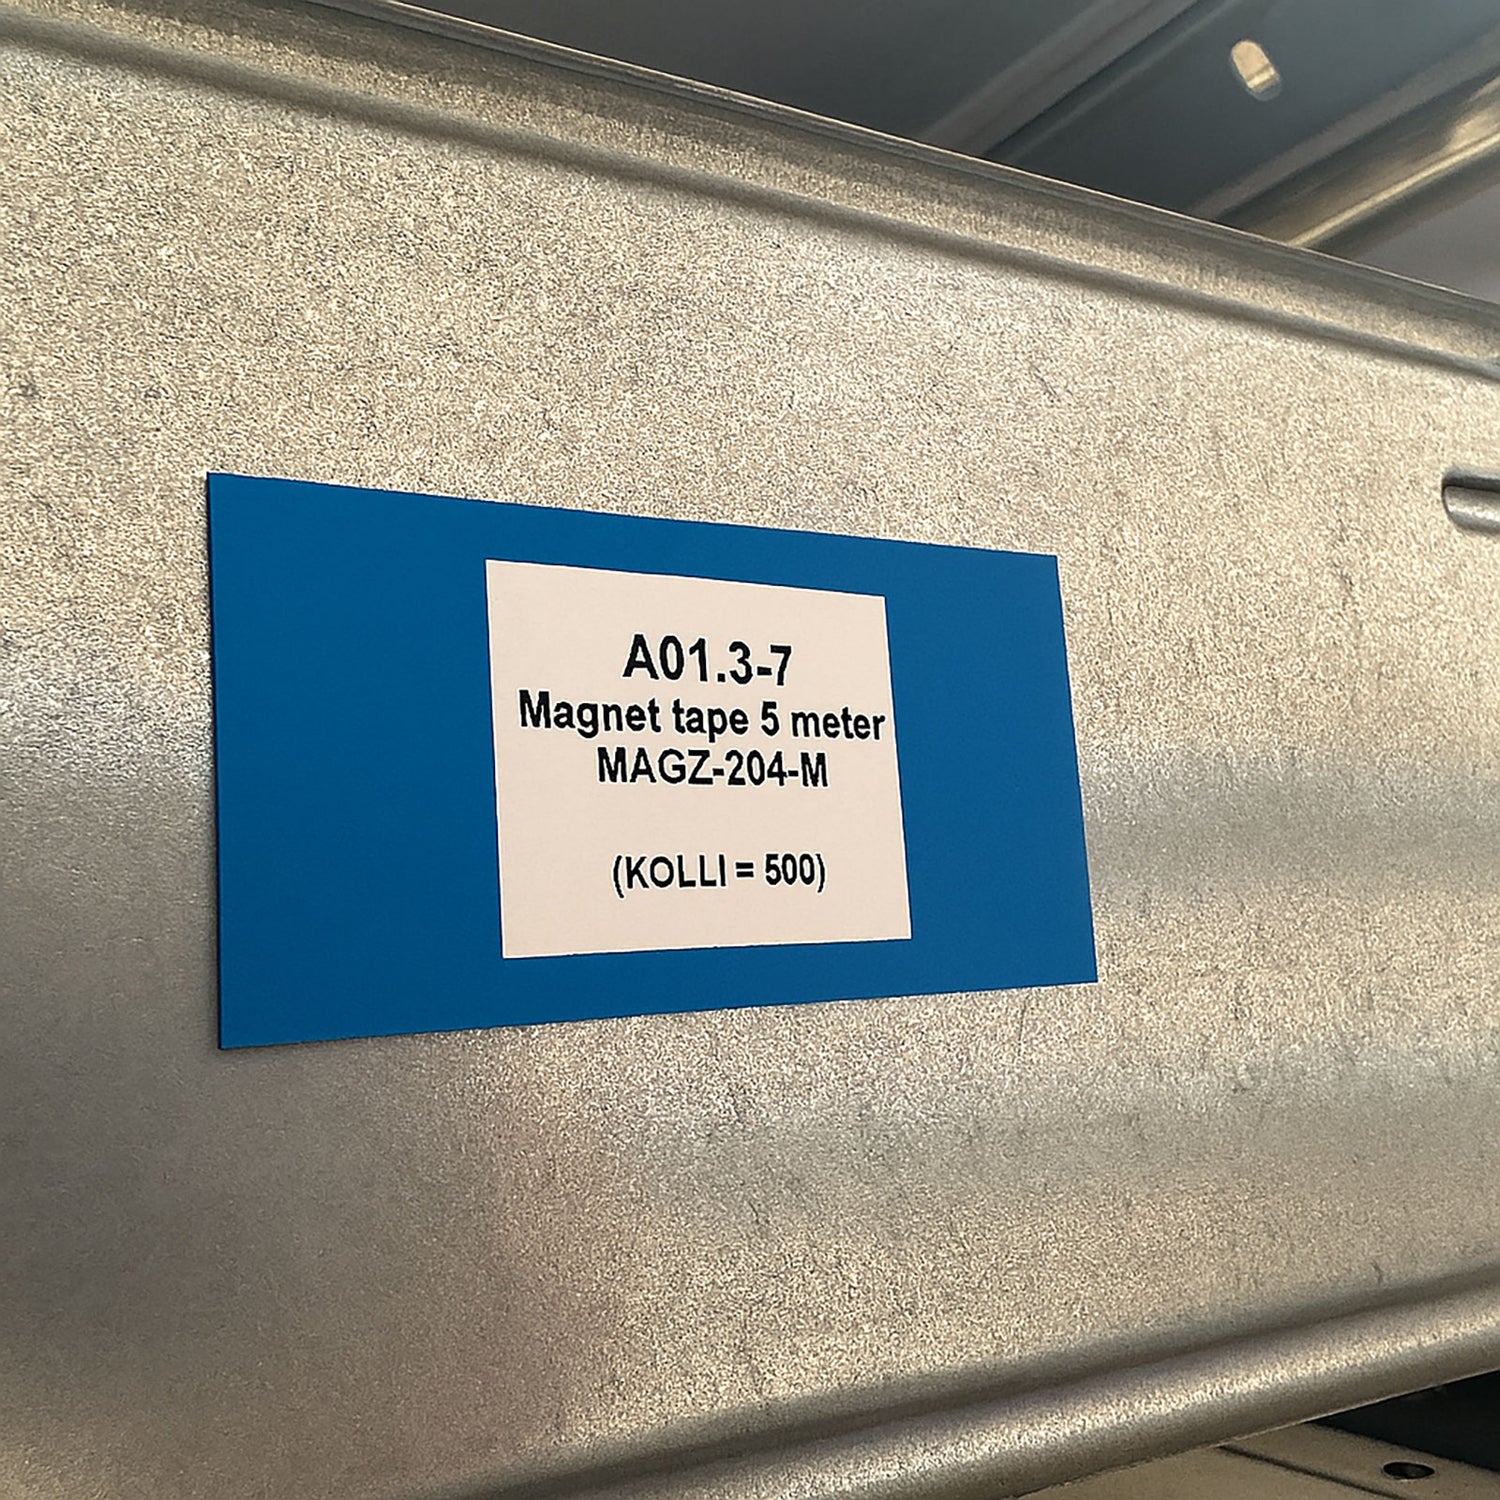 A01.3-7
Magnet tape 5 meter
MAGZ-204-M
(KOLLI = 500)